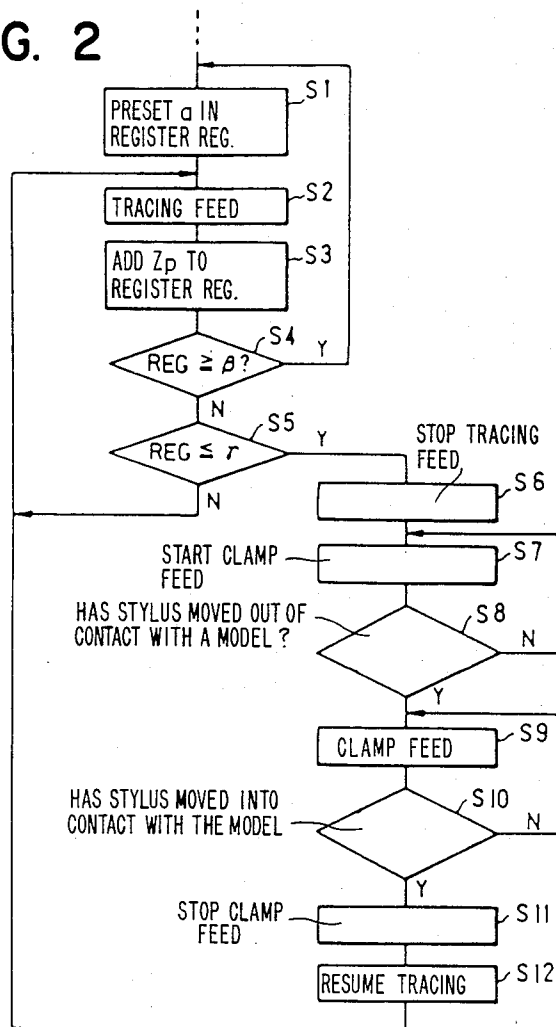 G. 2
S1
PRESET a IN
REGISTER REG.
S2
TRACING FEED
S3
ADD Zp TO
REGISTER REG.
S4
REG ≧ β?
Y
N
S5
REG ≤ r
Y
N
STOP TRACING
FEED
S6
START CLAMP
FEED
S7
HAS STYLUS MOVED OUT OF
CONTACT WITH A MODEL ?
S8
N
Y
S9
CLAMP FEED
HAS STYLUS MOVED INTO
CONTACT WITH THE MODEL
S10
N
Y
STOP CLAMP
FEED
S11
S12
RESUME TRACING